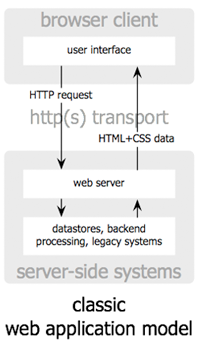 browser client
user interface
HTTP request
http(s) transport
HTML+CSS data
web server
datastores, backend
processing, legacy systems
server-side systems
classic
web application model